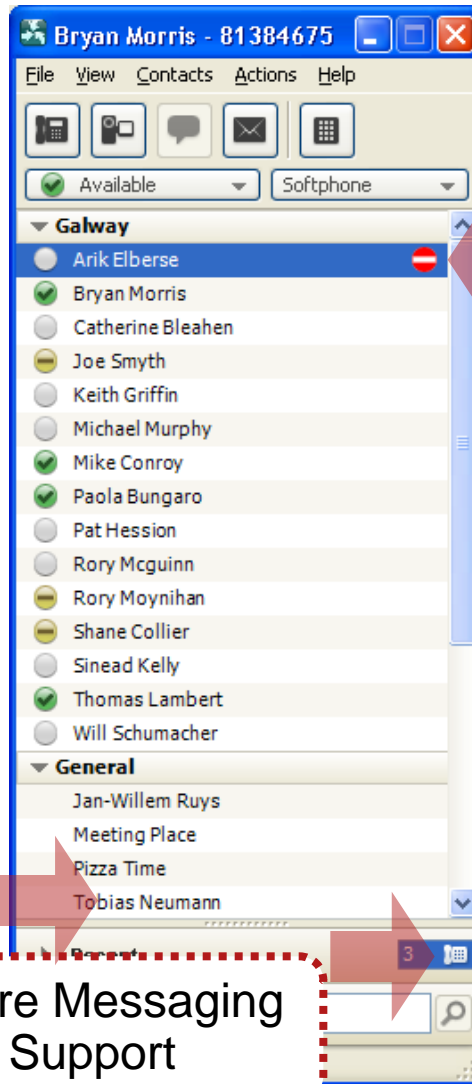 Bryan Morris - 81384675
File View Contacts Actions Help
Available Softphone
Galway
Arik Elberse
Bryan Morris
Catherine Bleahen
Joe Smyth
Keith Griffin
Michael Murphy
Mike Conroy
Paola Bungaro
Pat Hession
Rory Mcguinn
Rory Moynihan
Shane Collier
Sinead Kelly
Thomas Lambert
Will Schumacher
General
Jan-Willem Ruys
Meeting Place
Pizza Time
Tobias Neumann
Recent 3
re Messaging
Support